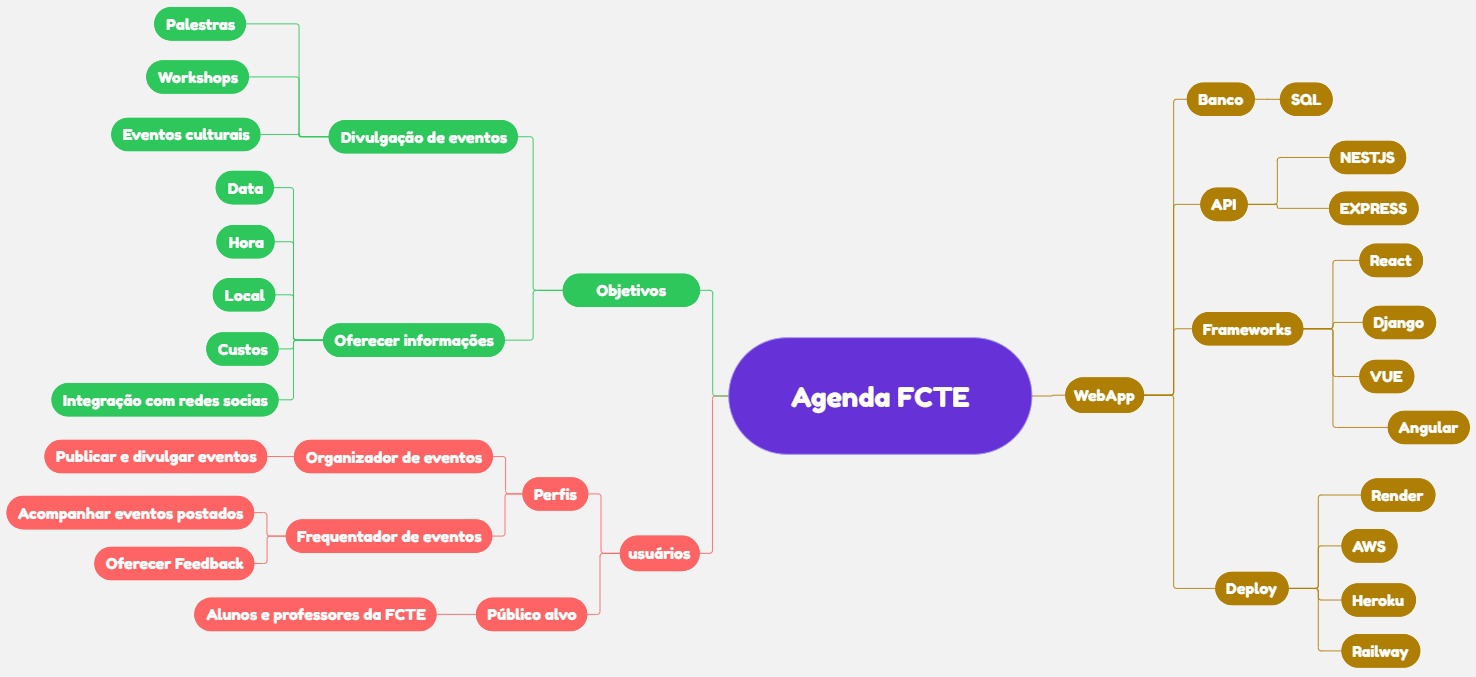 Agenda FCTE
Objetivos
Divulgação de eventos
Palestras
Workshops
Eventos culturais
Oferecer informações
Data
Hora
Local
Custos
Integração com redes socias
usuários
Perfis
Organizador de eventos
Publicar e divulgar eventos
Frequentador de eventos
Acompanhar eventos postados
Oferecer Feedback
Público alvo
Alunos e professores da FCTE
WebApp
Banco
SQL
API
NESTJS
EXPRESS
Frameworks
React
Django
VUE
Angular
Deploy
Render
AWS
Heroku
Railway